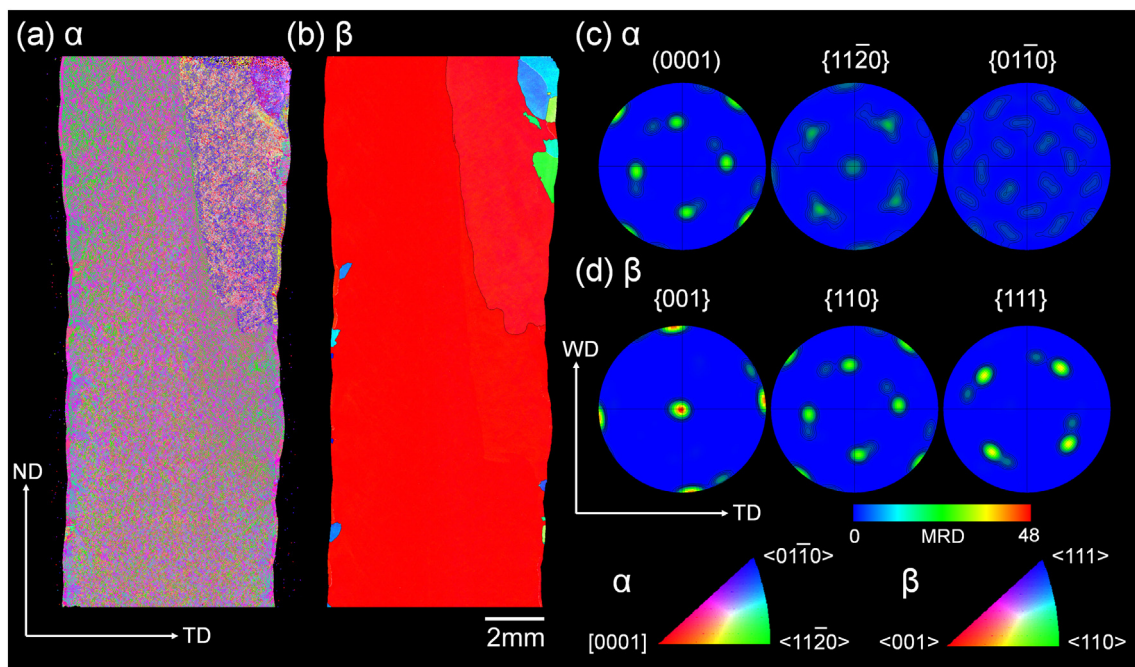 (a) α
(b) β
(c) α
(0001)
{112̅0}
{011̅0}
(d) β
{001}
{110}
{111}
ND
TD
WD
TD
0
MRD
48
2mm
α
<011̅0>
[0001]
<112̅0>
β
<111>
<001>
<110>